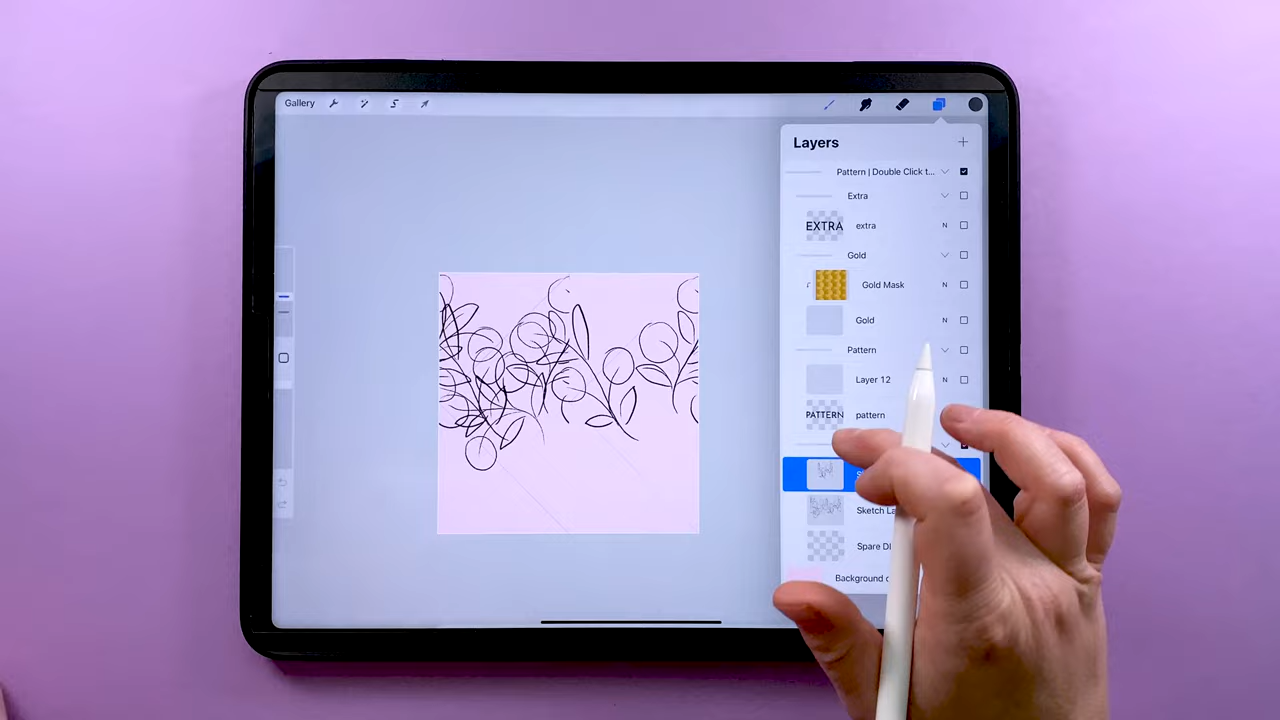 Gallery
Layers
Pattern | Double Click t...
Extra
EXTRA extra N
Gold
Gold Mask N
Gold N
Pattern
Layer 12 N
PATTERN pattern
Sketch
Spare
Background